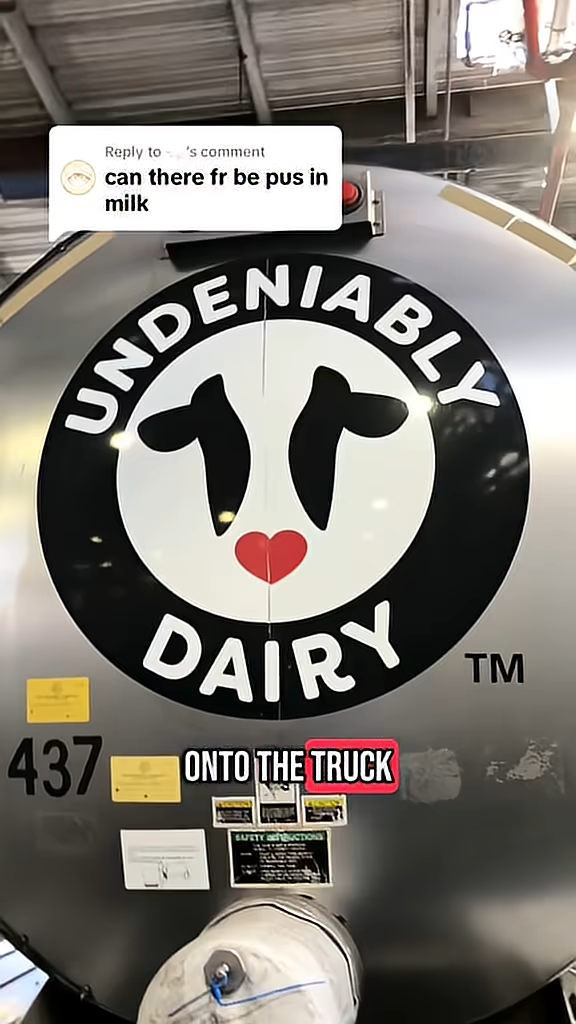 Reply to 's comment
can there fr be pus in
milk
UNDENIABLY
DAIRY
TM
437
ONTO THE TRUCK
SAFETY INSTRUCTIONS